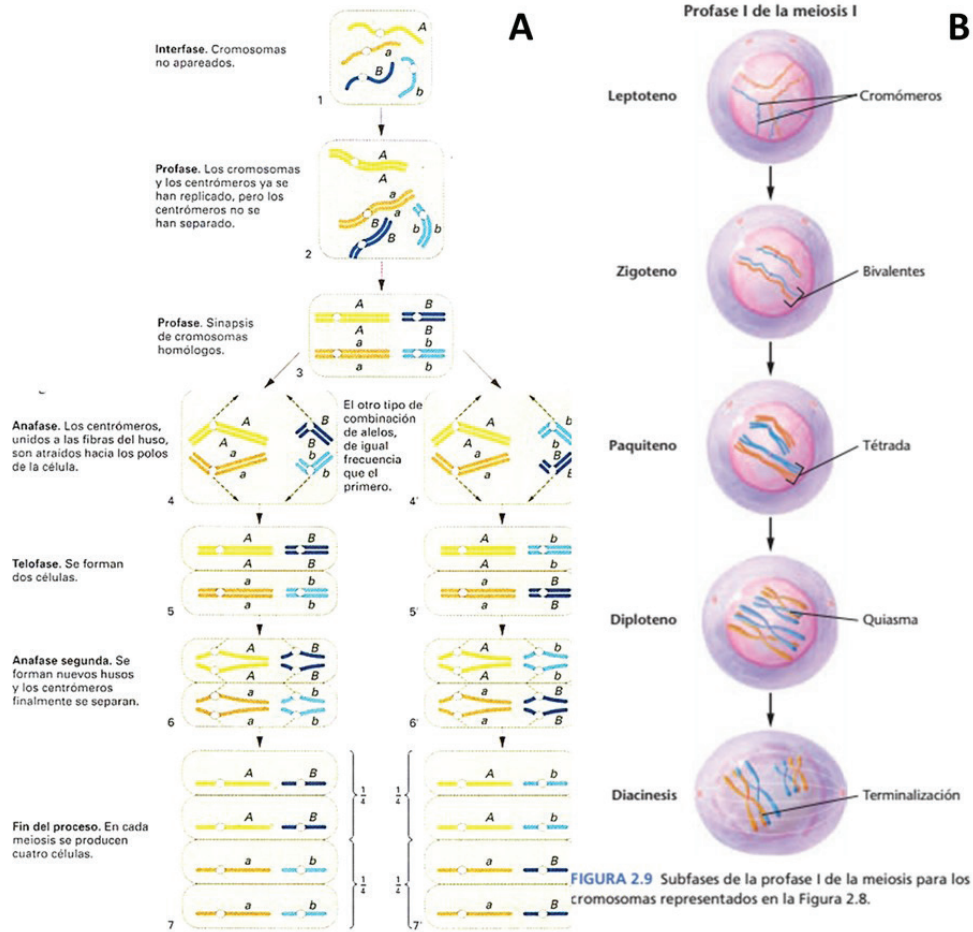 A
Interfase. Cromosomas
no apareados.
A
a
B
b
1
Profase. Los cromosomas
y los centrómeros ya se
han replicado, pero los
centrómeros no se
han separado.
A
A
a
a
B
B
b
b
2
Profase. Sinapsis
de cromosomas
homólogos.
A
B
A
B
a
b
a
b
3
Anafase. Los centrómeros,
unidos a las fibras del huso,
son atraídos hacia los polos
de la célula.
A
B
A
B
a
b
a
b
4
El otro tipo de
combinación
de alelos,
de igual
frecuencia
que el
primero.
A
b
A
b
a
B
a
B
4'
Telofase. Se forman
dos células.
A
B
A
B
a
b
a
b
5
A
b
A
b
a
B
a
B
5'
Anafase segunda. Se
forman nuevos husos
y los centrómeros
finalmente se separan.
A
B
A
B
a
b
a
b
6
A
b
A
b
a
B
a
B
6'
Fin del proceso. En cada
meiosis se producen
cuatro células.
A
B
A
B
a
b
a
b
7
1/4
1/4
A
b
A
b
a
B
a
B
7'
1/4
1/4
Profase I de la meiosis I
B
Leptoteno
Cromómeros
Zigoteno
Bivalentes
Paquiteno
Tétrada
Diploteno
Quiasma
Diacinesis
Terminalización
FIGURA 2.9 Subfases de la profase I de la meiosis para los
cromosomas representados en la Figura 2.8.